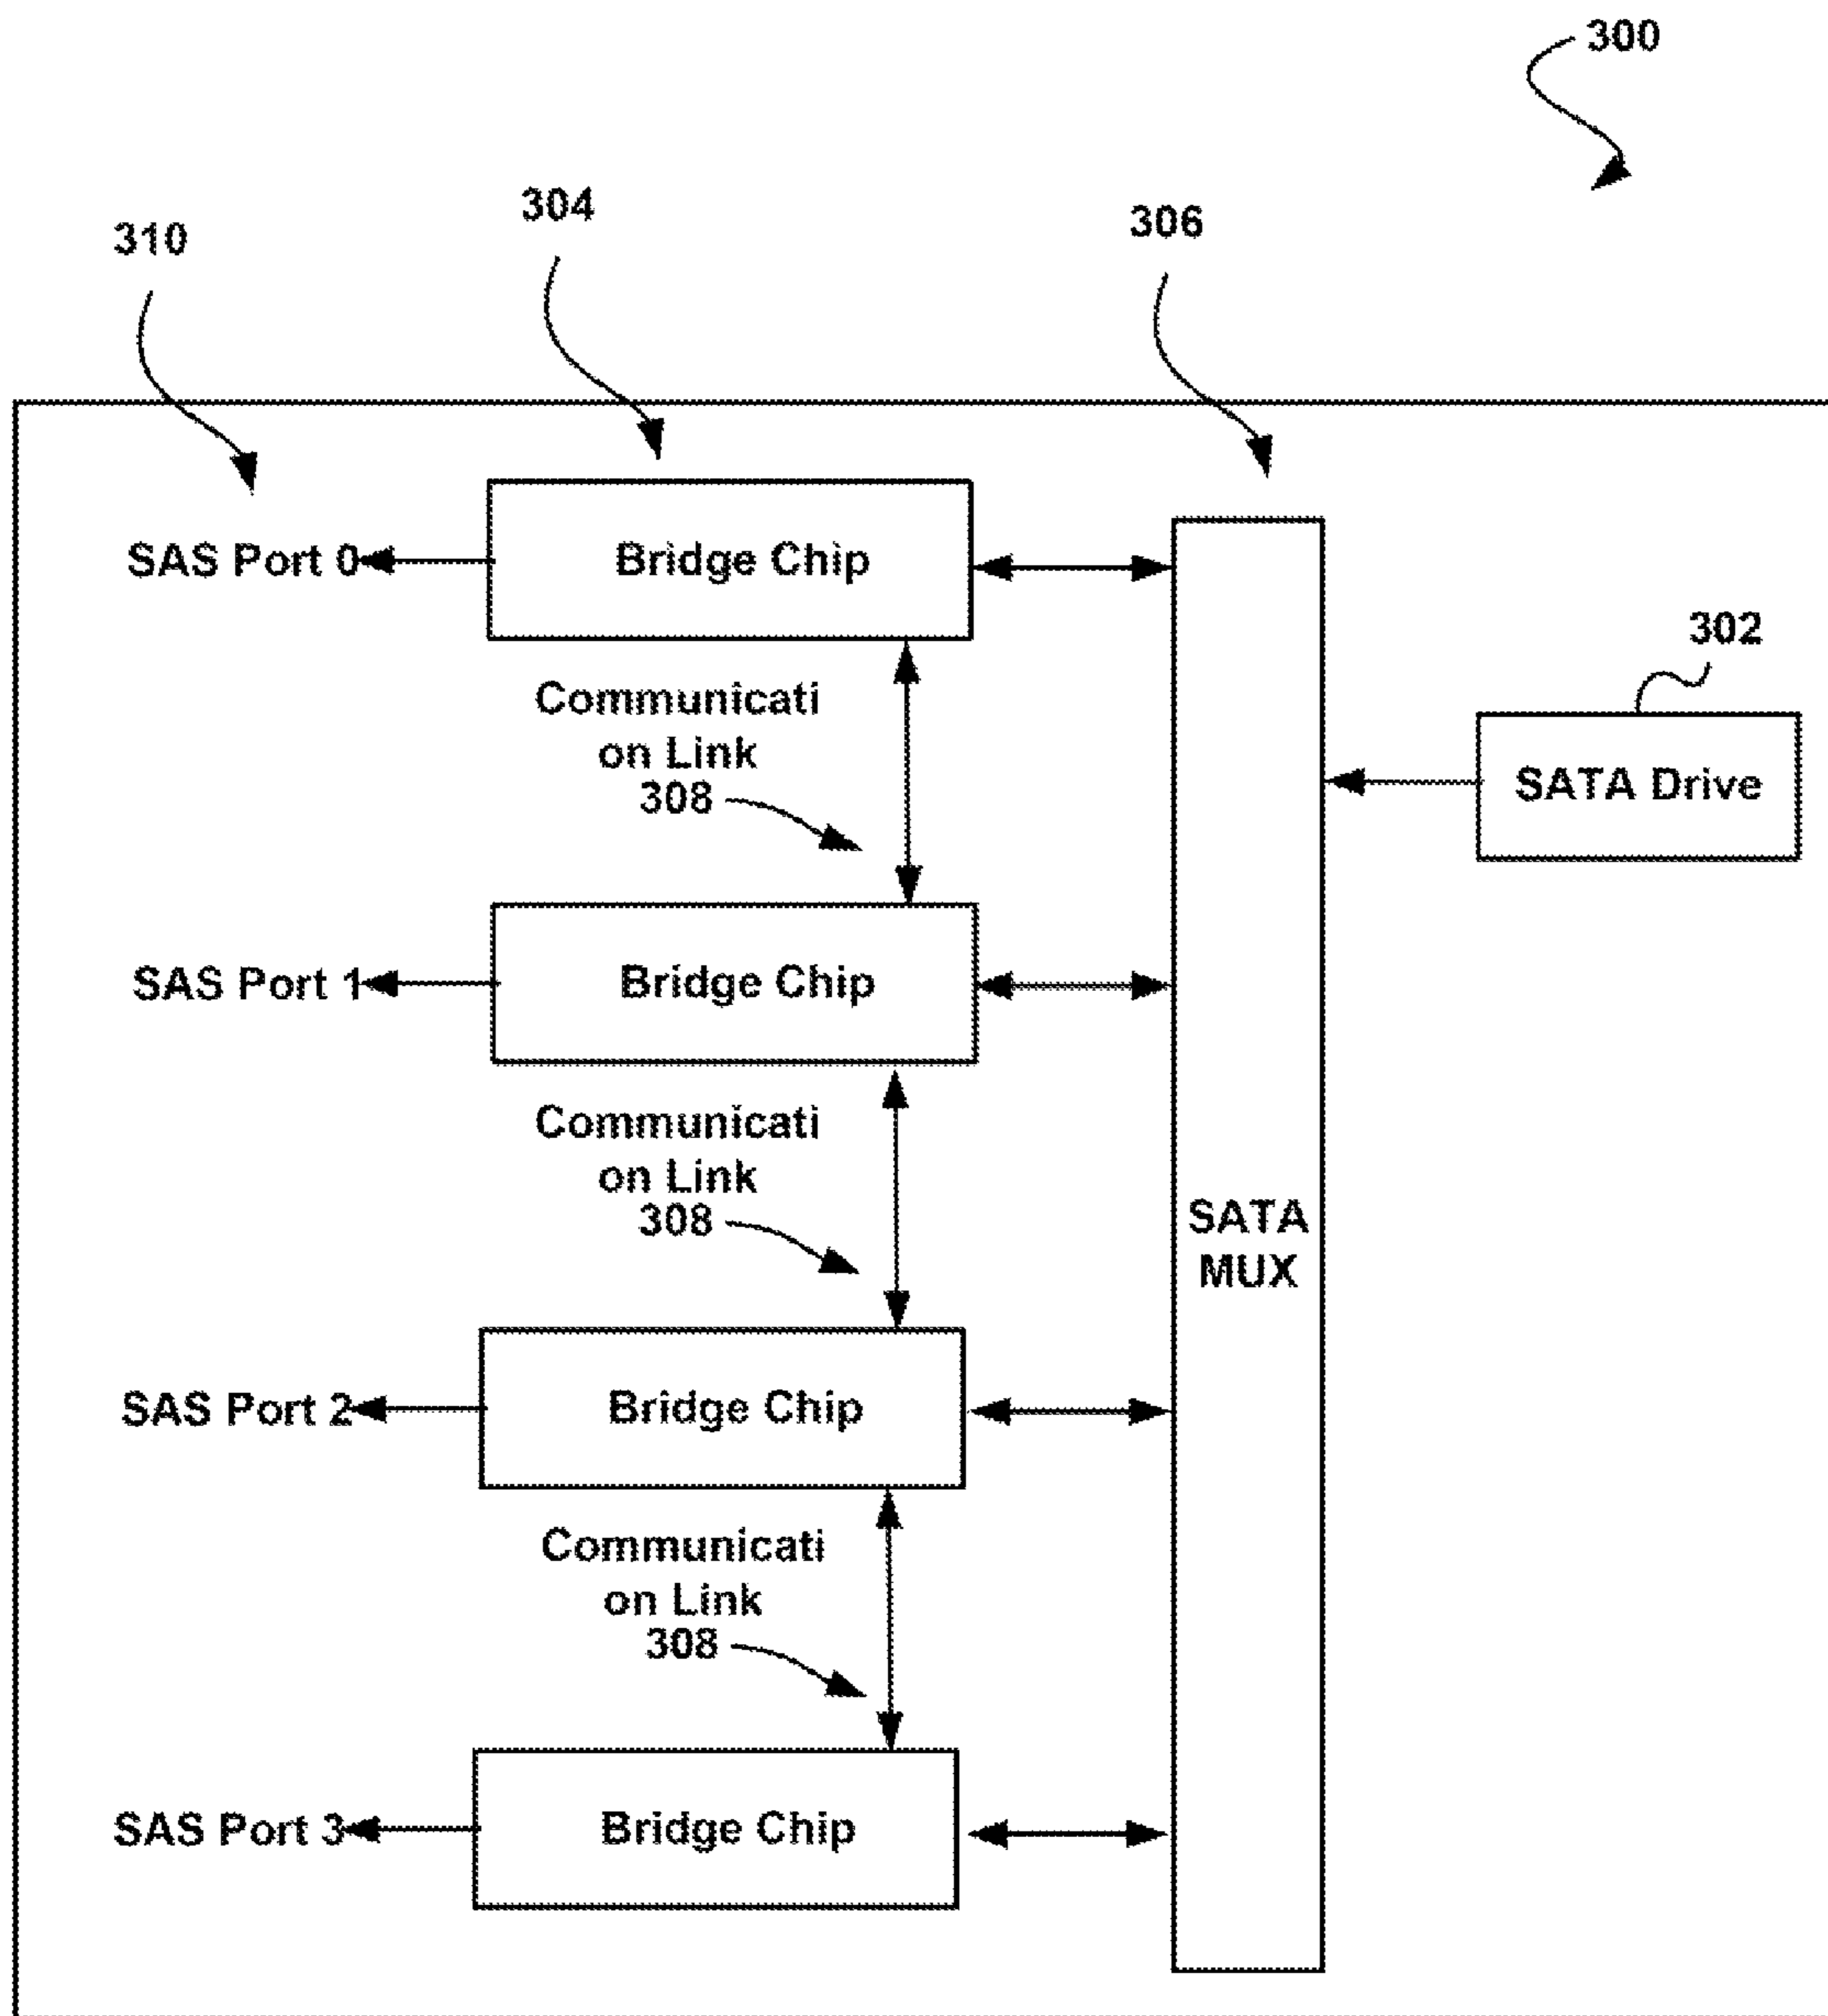 300
304
306
310
SAS Port 0
Bridge Chip
302
Communicati
on Link
308
SATA Drive
SAS Port 1
Bridge Chip
Communicati
on Link
308
SATA
MUX
SAS Port 2
Bridge Chip
Communicati
on Link
308
SAS Port 3
Bridge Chip